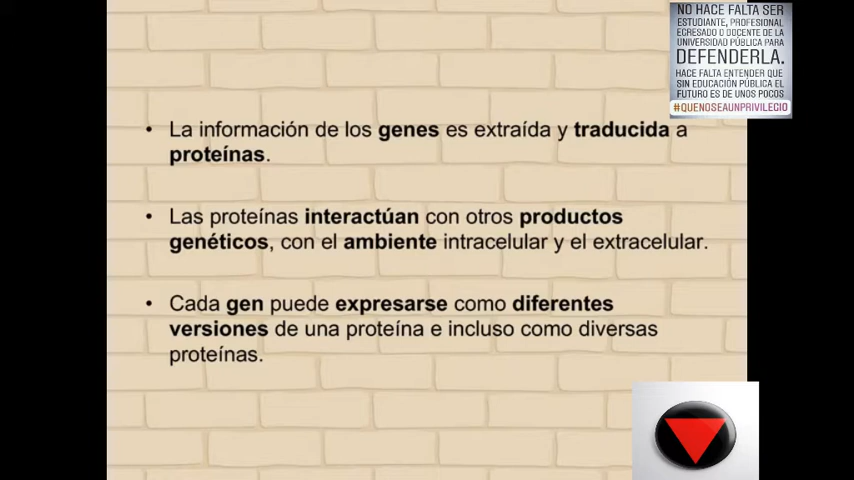 NO HACE FALTA SER
ESTUDIANTE, PROFESIONAL
EGRESADO O DOCENTE DE LA
UNIVERSIDAD PÚBLICA PARA
DEFENDERLA.
HACE FALTA ENTENDER QUE
SIN EDUCACIÓN PÚBLICA EL
FUTURO ES DE UNOS POCOS
#QUENOSEAUNPRIVILEGIO
• La información de los genes es extraída y traducida a
proteínas.
• Las proteínas interactúan con otros productos
genéticos, con el ambiente intracelular y el extracelular.
• Cada gen puede expresarse como diferentes
versiones de una proteína e incluso como diversas
proteínas.